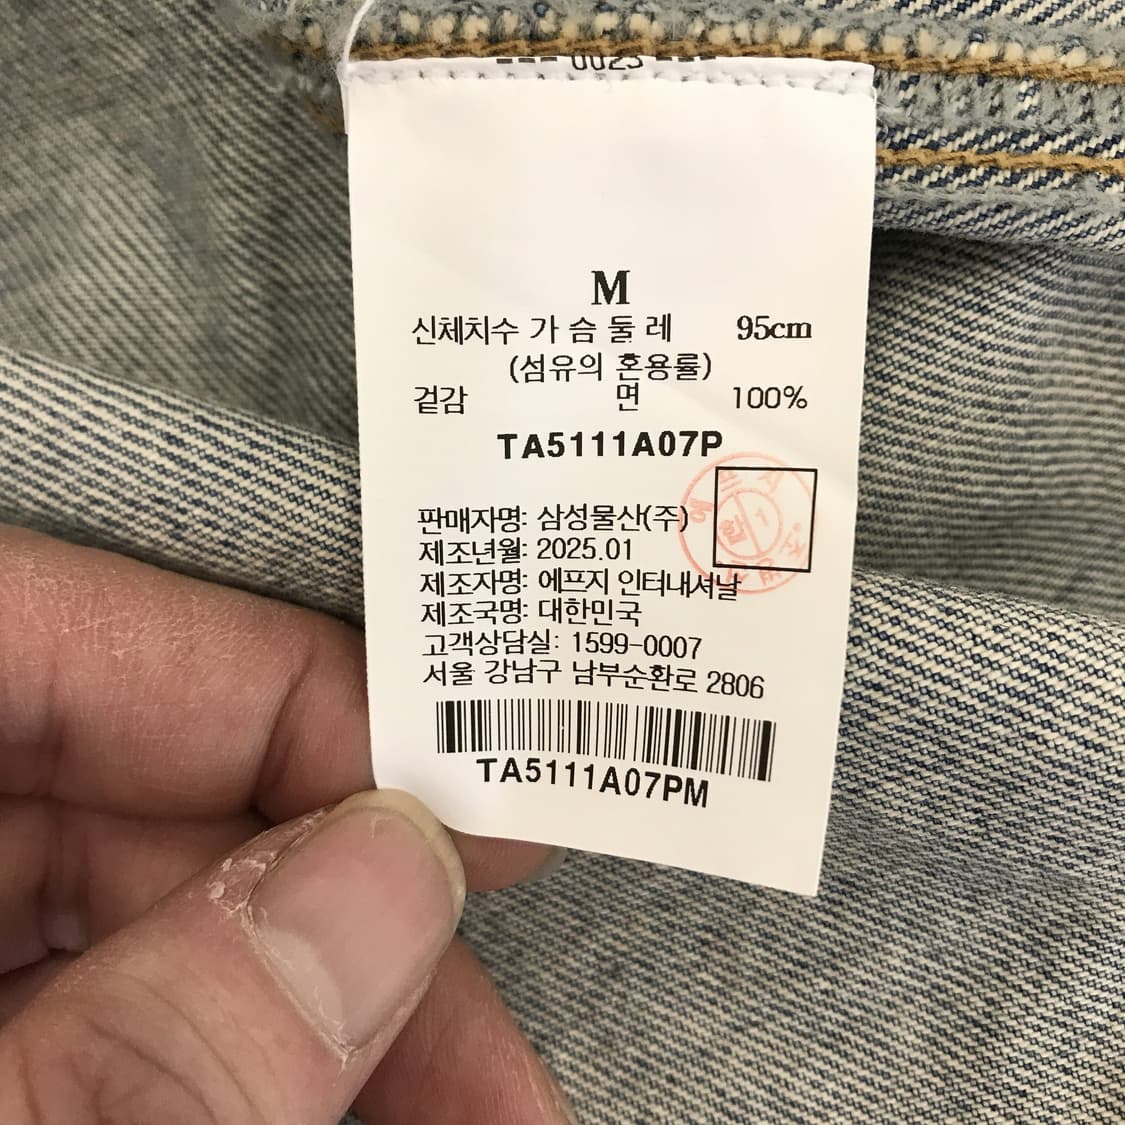 --- 0023 ---
M
신체치수 가 슴 둘 레 95cm
(섬유의 혼용률)
겉감 면 100%
TA5111A07P
판매자명: 삼성물산(주)
제조년월: 2025.01
제조자명: 에프지 인터내셔날
제조국명: 대한민국
고객상담실: 1599-0007
서울 강남구 남부순환로 2806
TA5111A07PM